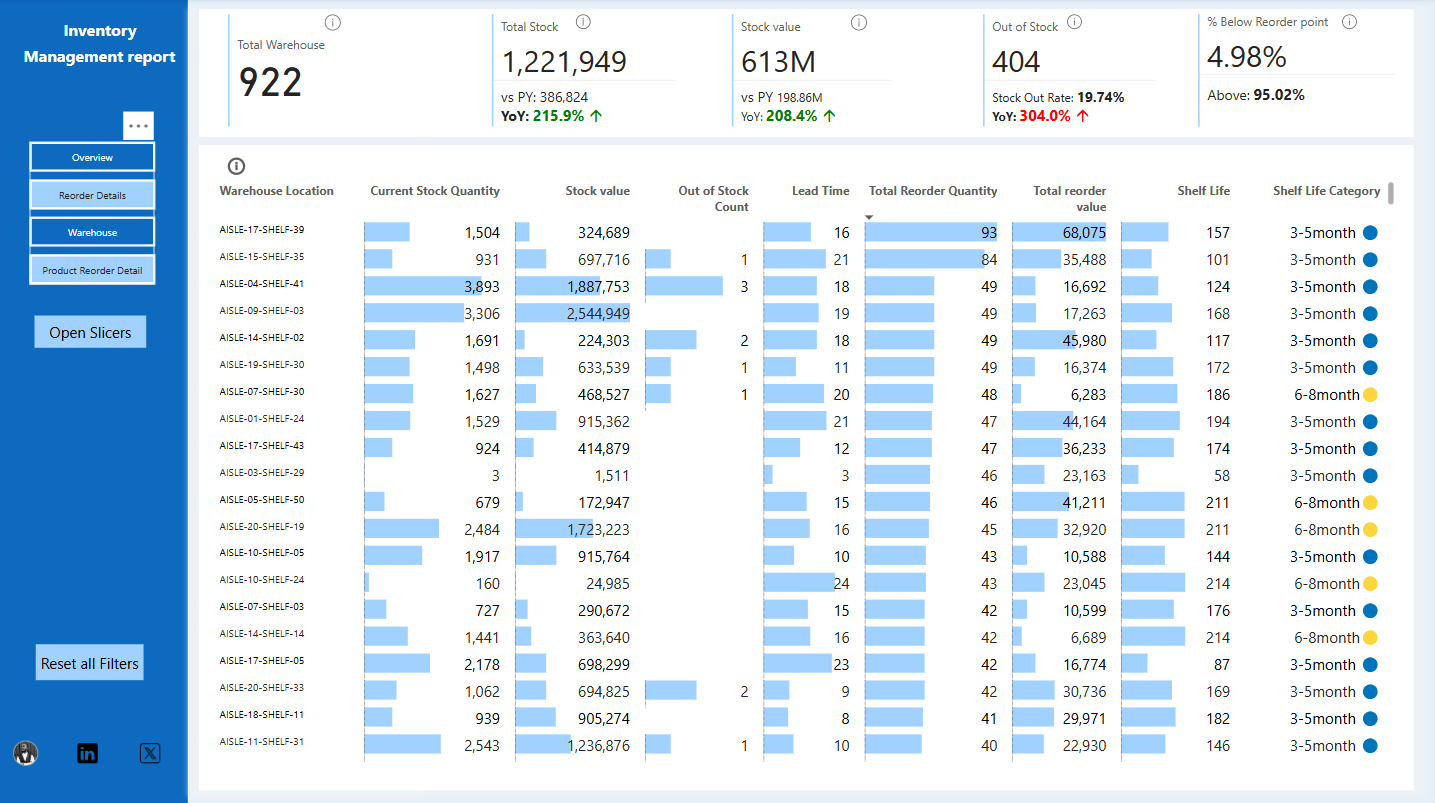 Inventory
Management report
Overview
Reorder Details
Warehouse
Product Reorder Detail
Open Slicers
Reset all Filters
Total Warehouse
922
Total Stock
1,221,949
vs PY: 386,824
YoY: 215.9% ↑
Stock value
613M
vs PY 198.86M
YoY: 208.4% ↑
Out of Stock
404
Stock Out Rate: 19.74%
YoY: 304.0% ↑
% Below Reorder point
4.98%
Above: 95.02%
Warehouse Location Current Stock Quantity Stock value Out of Stock Count Lead Time Total Reorder Quantity Total reorder value Shelf Life Shelf Life Category
AISLE-17-SHELF-39 1,504 324,689 16 93 68,075 157 3-5month
AISLE-15-SHELF-35 931 697,716 1 21 84 35,488 101 3-5month
AISLE-04-SHELF-41 3,893 1,887,753 3 18 49 16,692 124 3-5month
AISLE-09-SHELF-03 3,306 2,544,949 19 49 17,263 168 3-5month
AISLE-14-SHELF-02 1,691 224,303 2 18 49 45,980 117 3-5month
AISLE-19-SHELF-30 1,498 633,539 1 11 49 16,374 172 3-5month
AISLE-07-SHELF-30 1,627 468,527 1 20 48 6,283 186 6-8month
AISLE-01-SHELF-24 1,529 915,362 21 47 44,164 194 3-5month
AISLE-17-SHELF-43 924 414,879 12 47 36,233 174 3-5month
AISLE-03-SHELF-29 3 1,511 3 46 23,163 58 3-5month
AISLE-05-SHELF-50 679 172,947 15 46 41,211 211 6-8month
AISLE-20-SHELF-19 2,484 1,723,223 16 45 32,920 211 6-8month
AISLE-10-SHELF-05 1,917 915,764 10 43 10,588 144 3-5month
AISLE-10-SHELF-24 160 24,985 24 43 23,045 214 6-8month
AISLE-07-SHELF-03 727 290,672 15 42 10,599 176 3-5month
AISLE-14-SHELF-14 1,441 363,640 16 42 6,689 214 6-8month
AISLE-17-SHELF-05 2,178 698,299 23 42 16,774 87 3-5month
AISLE-20-SHELF-33 1,062 694,825 2 9 42 30,736 169 3-5month
AISLE-18-SHELF-11 939 905,274 8 41 29,971 182 3-5month
AISLE-11-SHELF-31 2,543 1,236,876 1 10 40 22,930 146 3-5month
in